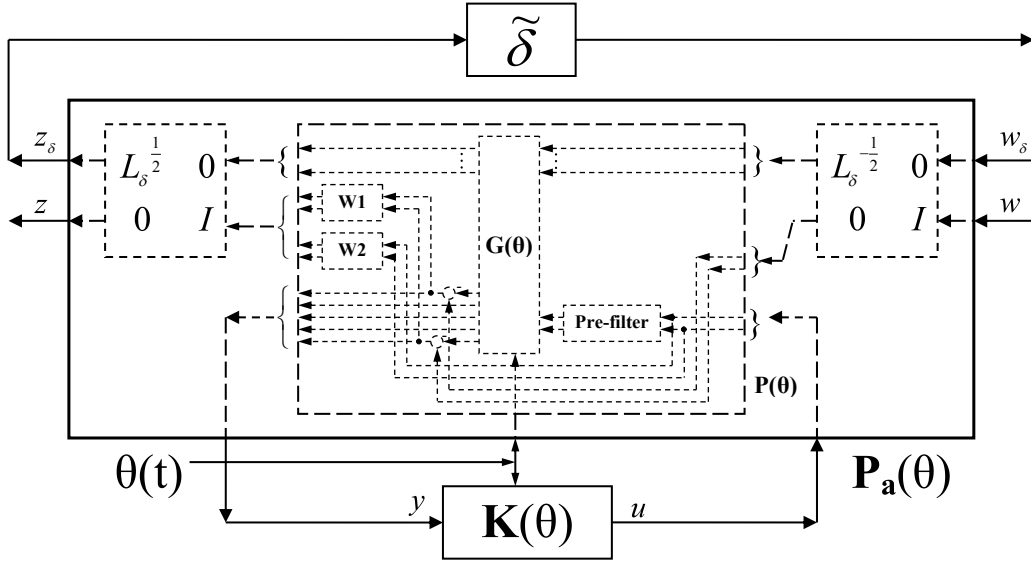 δ̃
z_δ
L_δ^{1/2} 0
0 I
z
W1
W2
G(θ)
Pre-filter
P(θ)
L_δ^{-1/2} 0
0 I
w_δ
w
θ(t)
P_a(θ)
y
K(θ)
u